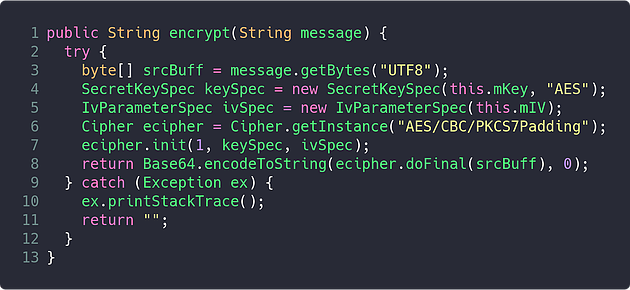 1 public String encrypt(String message) {
2   try {
3     byte[] srcBuff = message.getBytes("UTF8");
4     SecretKeySpec keySpec = new SecretKeySpec(this.mKey, "AES");
5     IvParameterSpec ivSpec = new IvParameterSpec(this.mIV);
6     Cipher ecipher = Cipher.getInstance("AES/CBC/PKCS7Padding");
7     ecipher.init(1, keySpec, ivSpec);
8     return Base64.encodeToString(ecipher.doFinal(srcBuff), 0);
9   } catch (Exception ex) {
10     ex.printStackTrace();
11     return "";
12   }
13 }